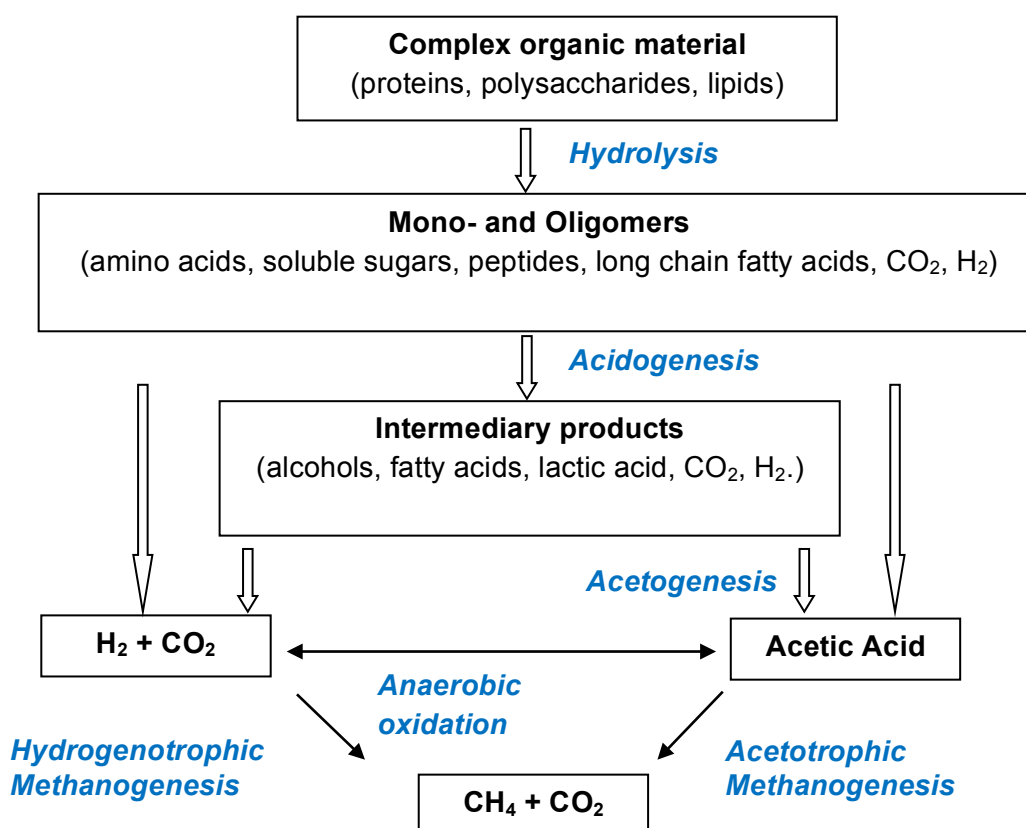 Complex organic material
(proteins, polysaccharides, lipids)
Hydrolysis
Mono- and Oligomers
(amino acids, soluble sugars, peptides, long chain fatty acids, CO₂, H₂)
Acidogenesis
Intermediary products
(alcohols, fatty acids, lactic acid, CO₂, H₂.)
Acetogenesis
H₂ + CO₂
Acetic Acid
Anaerobic
oxidation
Hydrogenotrophic
Methanogenesis
Acetotrophic
Methanogenesis
CH₄ + CO₂